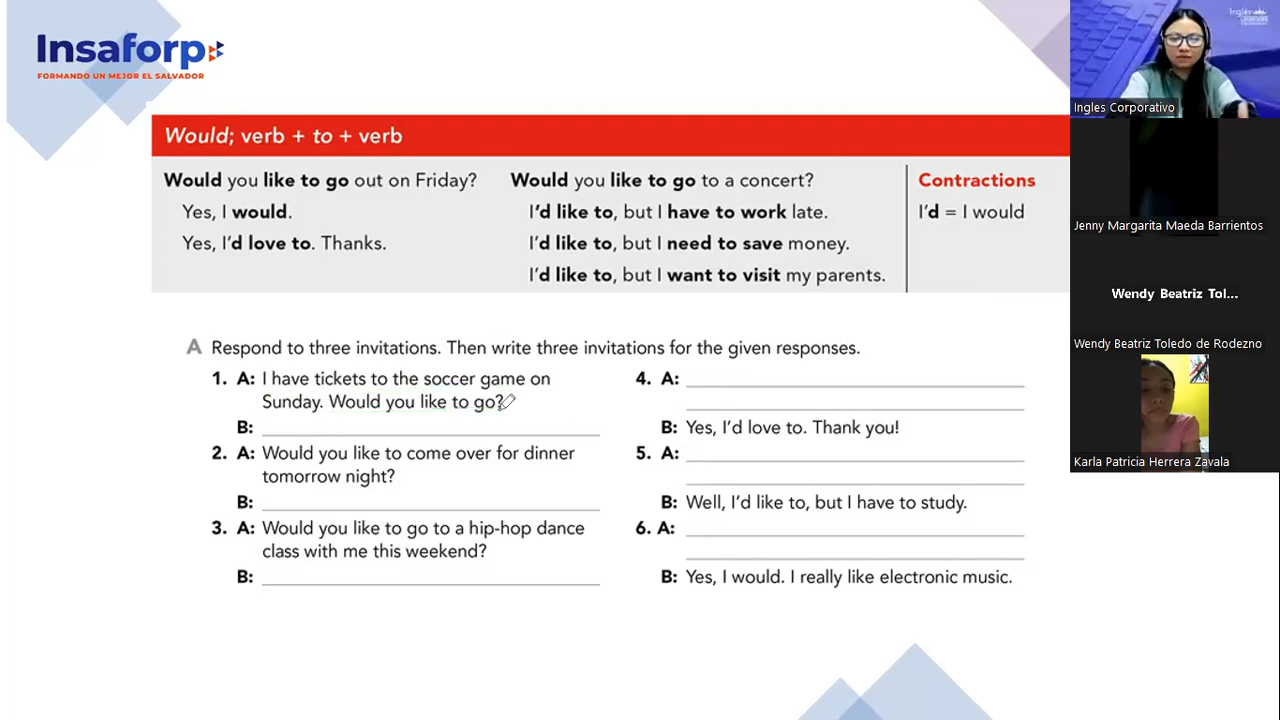 Insaforp
FORMANDO UN MEJOR EL SALVADOR
Would; verb + to + verb
Would you like to go out on Friday?
Yes, I would.
Yes, I'd love to. Thanks.
Would you like to go to a concert?
I'd like to, but I have to work late.
I'd like to, but I need to save money.
I'd like to, but I want to visit my parents.
Contractions
I'd = I would
A Respond to three invitations. Then write three invitations for the given responses.
1. A: I have tickets to the soccer game on
Sunday. Would you like to go?
B:
2. A: Would you like to come over for dinner
tomorrow night?
B:
3. A: Would you like to go to a hip-hop dance
class with me this weekend?
B:
4. A:
B: Yes, I'd love to. Thank you!
5. A:
B: Well, I'd like to, but I have to study.
6. A:
B: Yes, I would. I really like electronic music.
Inglés
Ingles Corporativo
Jenny Margarita Maeda Barrientos
Wendy Beatriz Tol...
Wendy Beatriz Toledo de Rodezno
Karla Patricia Herrera Zavala